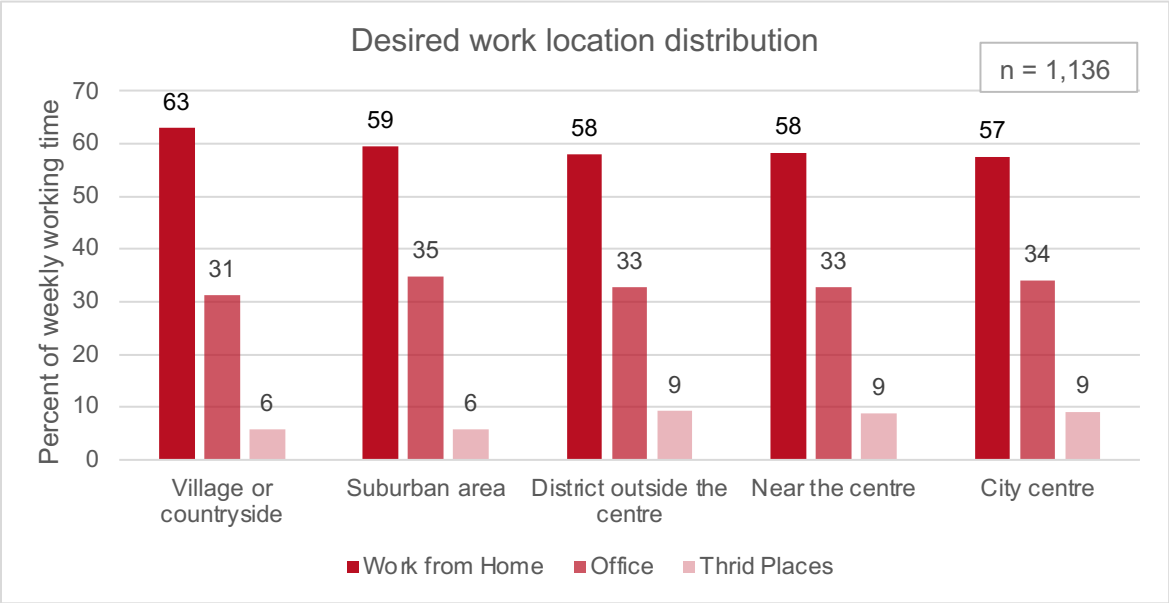 Desired work location distribution
n = 1,136
Percent of weekly working time
70
60
50
40
30
20
10
0
63
31
6
59
35
6
58
33
9
58
33
9
57
34
9
Village or
countryside
Suburban area
District outside the
centre
Near the centre
City centre
Work from Home
Office
Thrid Places